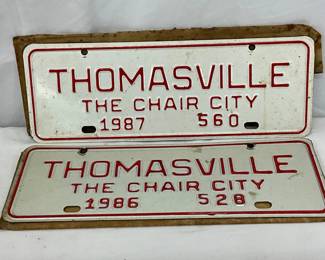 THOMASVILLE
THE CHAIR CITY
1987 560
THOMASVILLE
THE CHAIR CITY
1986 528